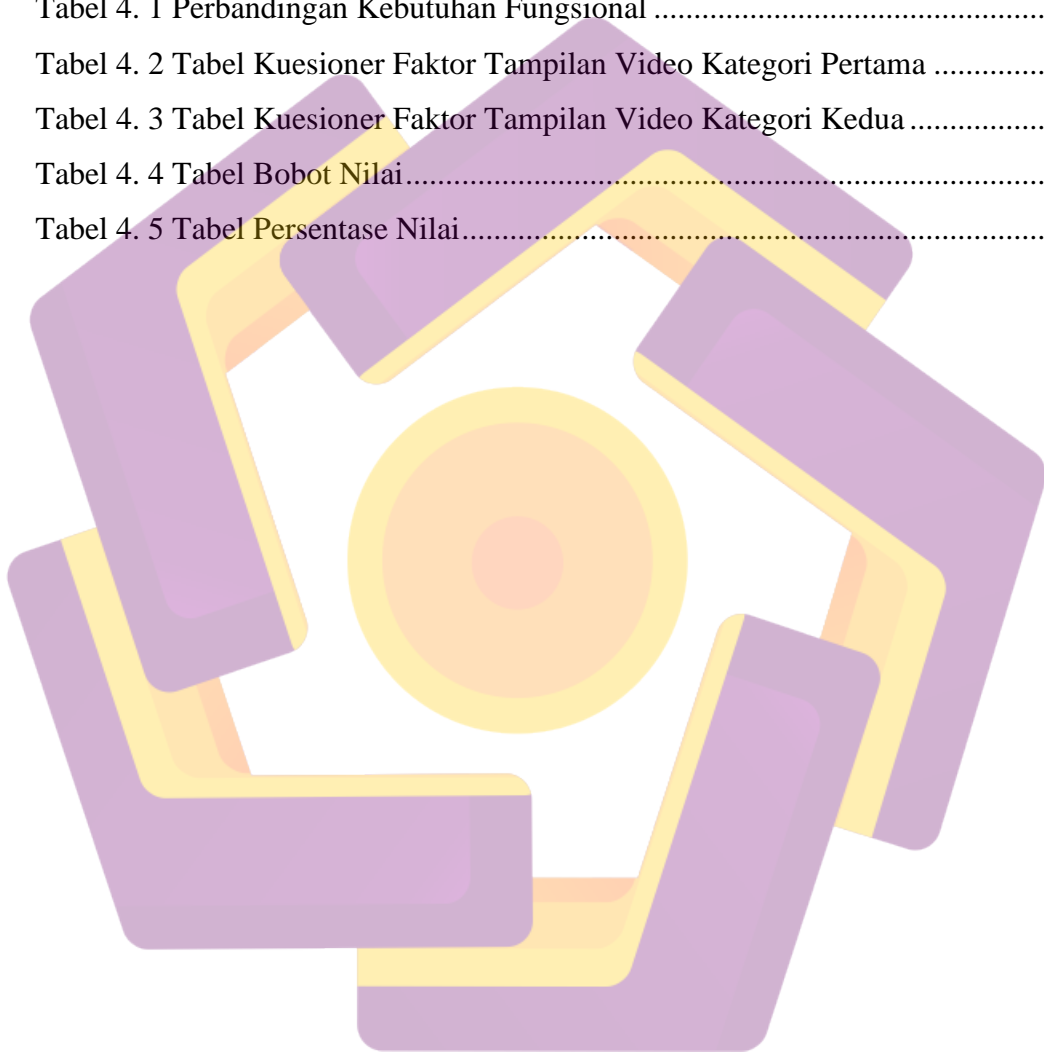 Tabel 4. 1 Perbandingan Kebutuhan Fungsional ..........................................
Tabel 4. 2 Tabel Kuesioner Faktor Tampilan Video Kategori Pertama ..............
Tabel 4. 3 Tabel Kuesioner Faktor Tampilan Video Kategori Kedua .................
Tabel 4. 4 Tabel Bobot Nilai....................................................................................
Tabel 4. 5 Tabel Persentase Nilai.............................................................................